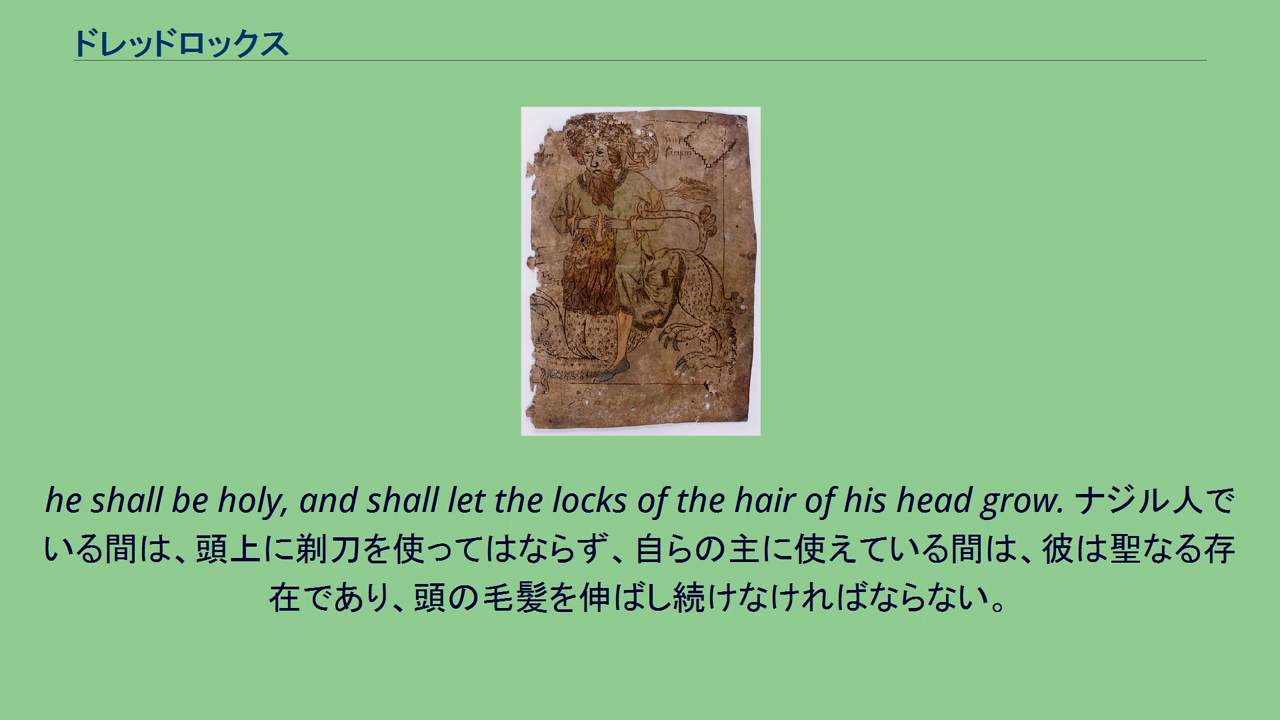 ドレッドロックス
he shall be holy, and shall let the locks of the hair of his head grow. ナジル人で
いる間は、頭上に剃刀を使ってはならず、自らの主に使えている間は、彼は聖なる存
在であり、頭の毛髪を伸ばし続けなければならない。